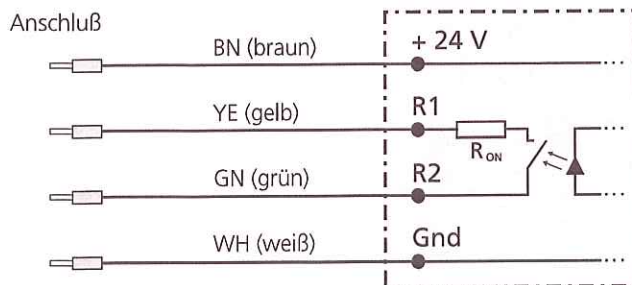 Anschluß
BN (braun)
+ 24 V
YE (gelb)
R1
RON
GN (grün)
R2
WH (weiß)
Gnd